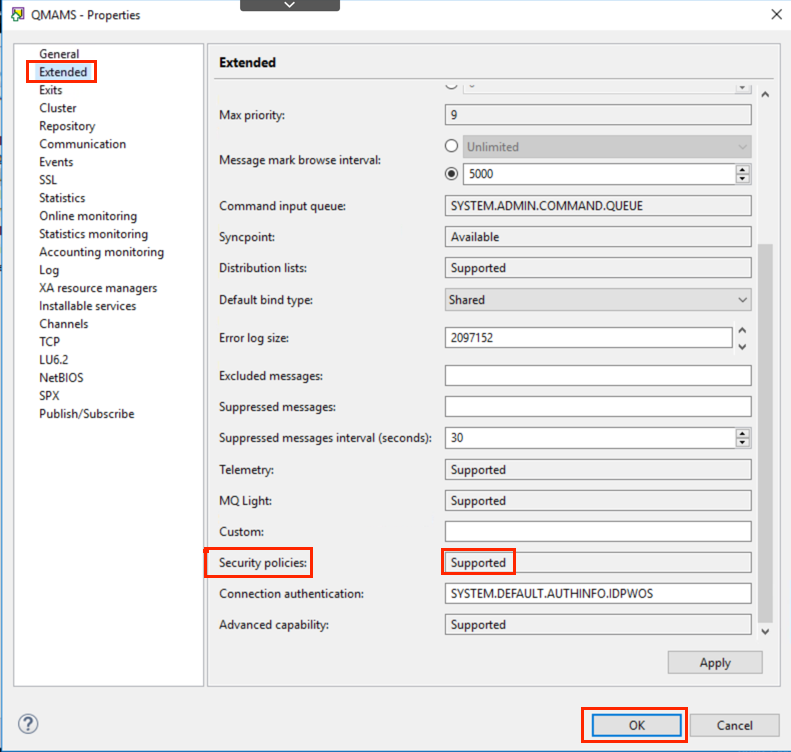 QMAMS - Properties
General
Extended
Exits
Cluster
Repository
Communication
Events
SSL
Statistics
Online monitoring
Statistics monitoring
Accounting monitoring
Log
XA resource managers
Installable services
Channels
TCP
LU6.2
NetBIOS
SPX
Publish/Subscribe
Extended
Max priority: 9
Message mark browse interval: Unlimited
5000
Command input queue: SYSTEM.ADMIN.COMMAND.QUEUE
Syncpoint: Available
Distribution lists: Supported
Default bind type: Shared
Error log size: 2097152
Excluded messages:
Suppressed messages:
Suppressed messages interval (seconds): 30
Telemetry: Supported
MQ Light: Supported
Custom:
Security policies: Supported
Connection authentication: SYSTEM.DEFAULT.AUTHINFO.IDPWOS
Advanced capability: Supported
Apply
? OK Cancel